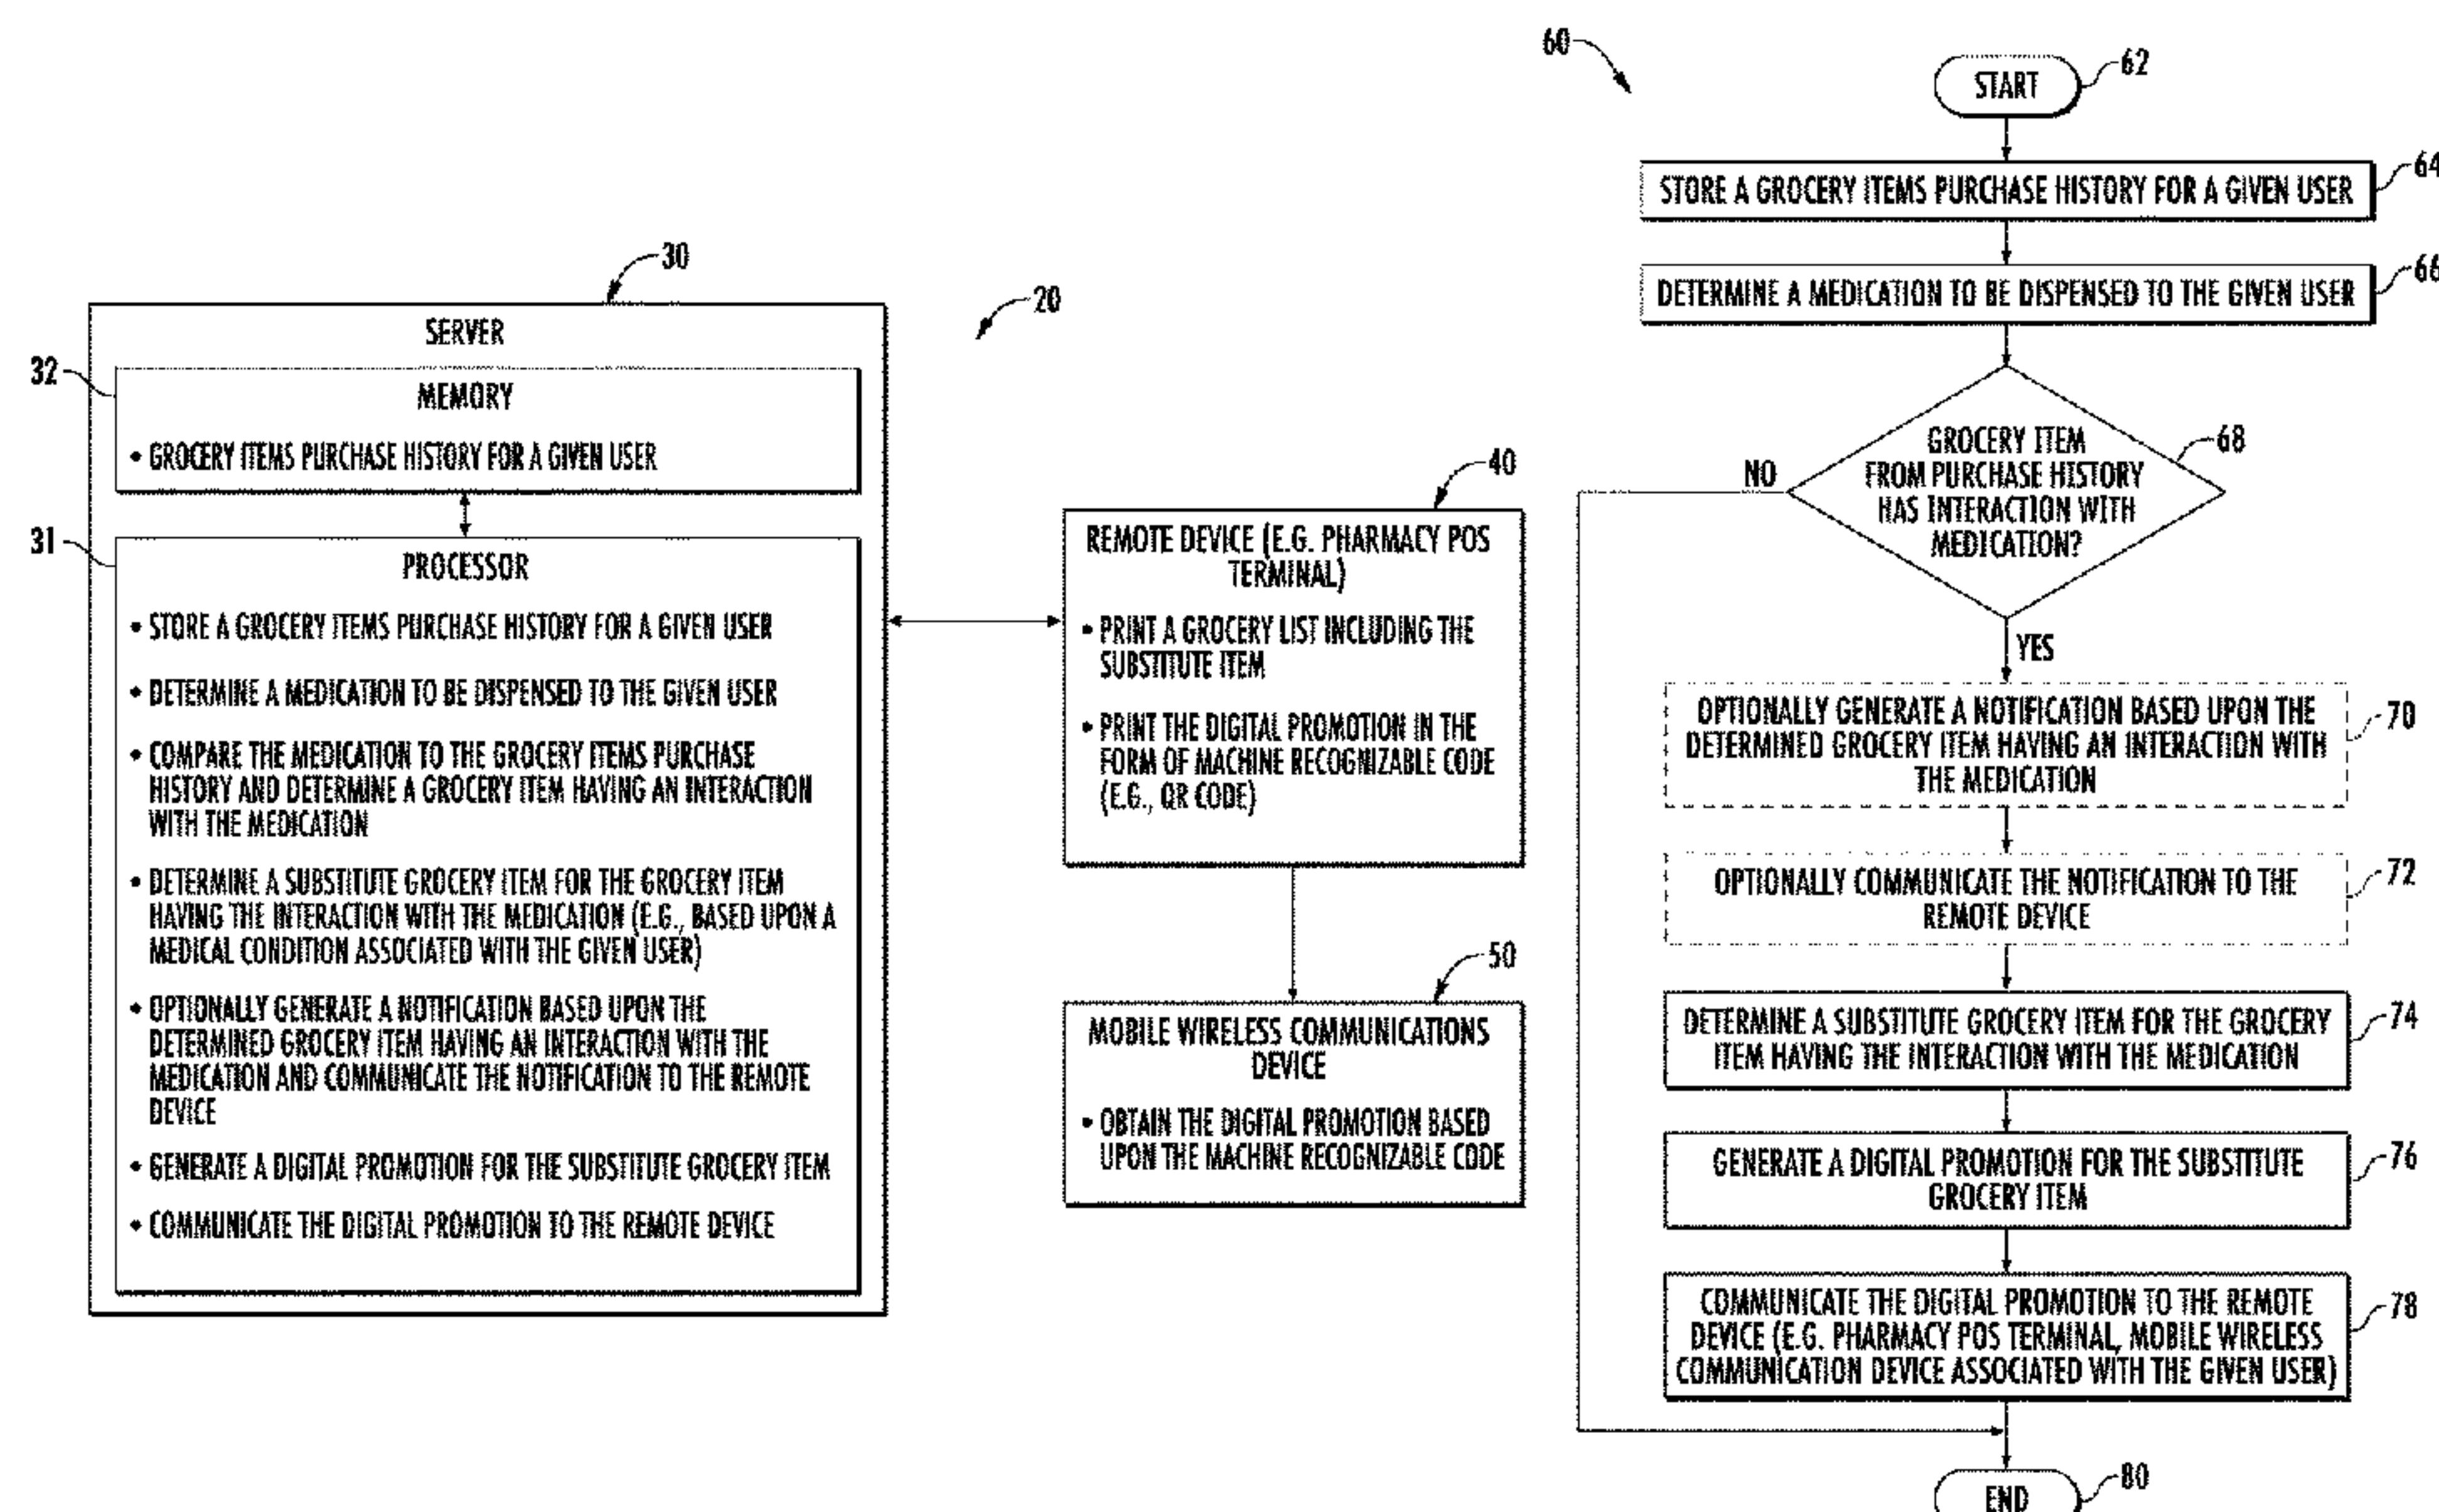 30
20
SERVER
32
MEMORY
• GROCERY ITEMS PURCHASE HISTORY FOR A GIVEN USER
31
PROCESSOR
• STORE A GROCERY ITEMS PURCHASE HISTORY FOR A GIVEN USER
• DETERMINE A MEDICATION TO BE DISPENSED TO THE GIVEN USER
• COMPARE THE MEDICATION TO THE GROCERY ITEMS PURCHASE
HISTORY AND DETERMINE A GROCERY ITEM HAVING AN INTERACTION
WITH THE MEDICATION
• DETERMINE A SUBSTITUTE GROCERY ITEM FOR THE GROCERY ITEM
HAVING THE INTERACTION WITH THE MEDICATION (E.G., BASED UPON A
MEDICAL CONDITION ASSOCIATED WITH THE GIVEN USER)
• OPTIONALLY GENERATE A NOTIFICATION BASED UPON THE
DETERMINED GROCERY ITEM HAVING AN INTERACTION WITH THE
MEDICATION AND COMMUNICATE THE NOTIFICATION TO THE REMOTE
DEVICE
• GENERATE A DIGITAL PROMOTION FOR THE SUBSTITUTE GROCERY ITEM
• COMMUNICATE THE DIGITAL PROMOTION TO THE REMOTE DEVICE
40
REMOTE DEVICE (E.G. PHARMACY POS
TERMINAL)
• PRINT A GROCERY LIST INCLUDING THE
SUBSTITUTE ITEM
• PRINT THE DIGITAL PROMOTION IN THE
FORM OF MACHINE RECOGNIZABLE CODE
(E.G., QR CODE)
50
MOBILE WIRELESS COMMUNICATIONS
DEVICE
• OBTAIN THE DIGITAL PROMOTION BASED
UPON THE MACHINE RECOGNIZABLE CODE
60
START
62
STORE A GROCERY ITEMS PURCHASE HISTORY FOR A GIVEN USER
64
DETERMINE A MEDICATION TO BE DISPENSED TO THE GIVEN USER
66
GROCERY ITEM
FROM PURCHASE HISTORY
HAS INTERACTION WITH
MEDICATION?
68
NO
YES
OPTIONALLY GENERATE A NOTIFICATION BASED UPON THE
DETERMINED GROCERY ITEM HAVING AN INTERACTION WITH
THE MEDICATION
70
OPTIONALLY COMMUNICATE THE NOTIFICATION TO THE
REMOTE DEVICE
72
DETERMINE A SUBSTITUTE GROCERY ITEM FOR THE GROCERY
ITEM HAVING THE INTERACTION WITH THE MEDICATION
74
GENERATE A DIGITAL PROMOTION FOR THE SUBSTITUTE
GROCERY ITEM
76
COMMUNICATE THE DIGITAL PROMOTION TO THE REMOTE
DEVICE (E.G. PHARMACY POS TERMINAL, MOBILE WIRELESS
COMMUNICATION DEVICE ASSOCIATED WITH THE GIVEN USER)
78
END
80